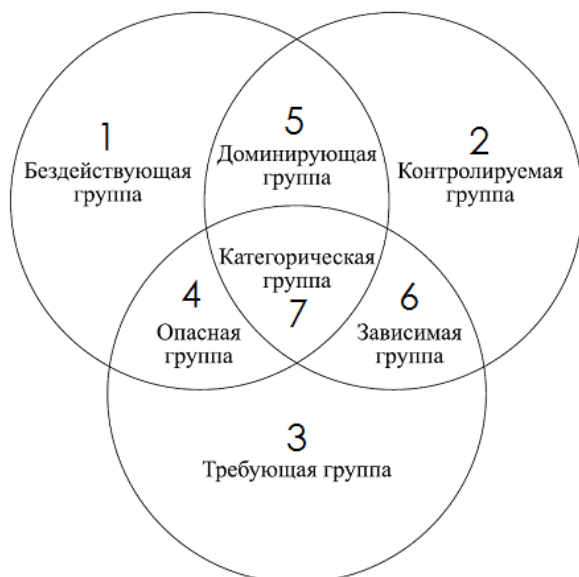 1
Бездействующая
группа
5
Доминирующая
группа
2
Контролируемая
группа
Категорическая
группа
7
4
Опасная
группа
6
Зависимая
группа
3
Требующая группа